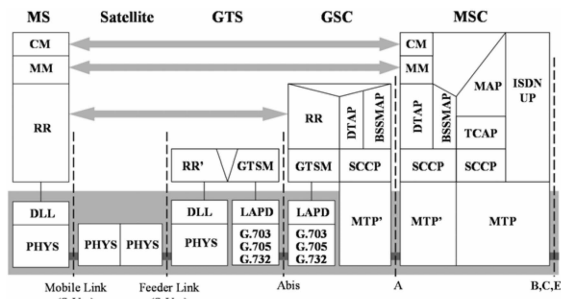 MS Satellite GTS GSC MSC
CM CM
MM MM
MAP
ISDN
UP
RR RR DTAP BSSMAP DTAP BSSMAP
TCAP
RR' GTSM GTSM SCCP SCCP SCCP
DLL DLL LAPD LAPD
MTP' MTP' MTP
PHYS PHYS PHYS PHYS G.703 G.703
G.705 G.705
G.732 G.732
Mobile Link Feeder Link Abis A B,C,E